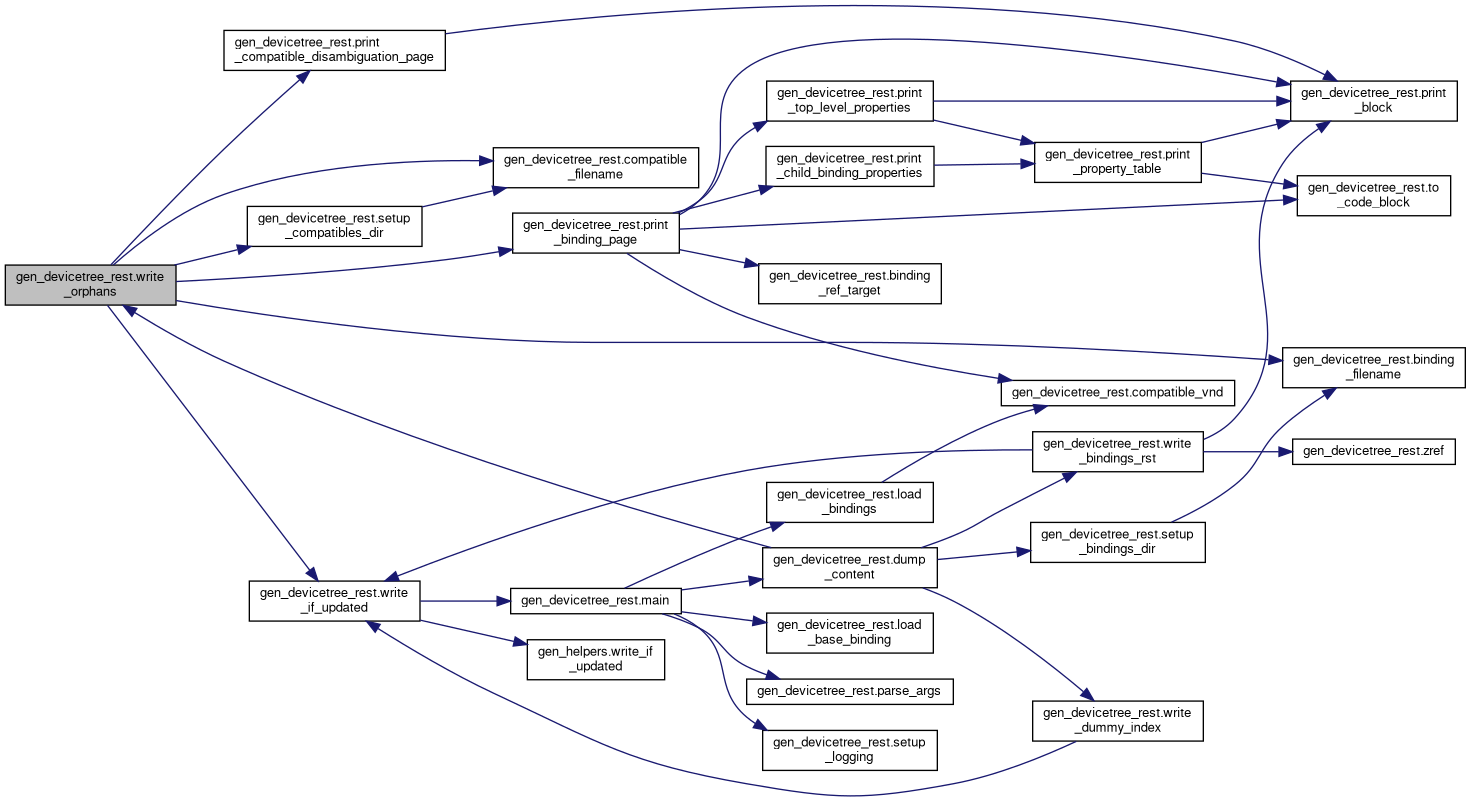 gen_devicetree_rest.print
_compatible_disambiguation_page
gen_devicetree_rest.print
_top_level_properties
gen_devicetree_rest.print
_block
gen_devicetree_rest.compatible
_filename
gen_devicetree_rest.print
_child_binding_properties
gen_devicetree_rest.print
_property_table
gen_devicetree_rest.to
_code_block
gen_devicetree_rest.setup
_compatibles_dir
gen_devicetree_rest.print
_binding_page
gen_devicetree_rest.write
_orphans
gen_devicetree_rest.binding
_ref_target
gen_devicetree_rest.binding
_filename
gen_devicetree_rest.compatible_vnd
gen_devicetree_rest.write
_bindings_rst
gen_devicetree_rest.zref
gen_devicetree_rest.load
_bindings
gen_devicetree_rest.setup
_bindings_dir
gen_devicetree_rest.dump
_content
gen_devicetree_rest.write
_if_updated
gen_devicetree_rest.main
gen_devicetree_rest.load
_base_binding
gen_helpers.write_if
_updated
gen_devicetree_rest.parse_args
gen_devicetree_rest.write
_dummy_index
gen_devicetree_rest.setup
_logging